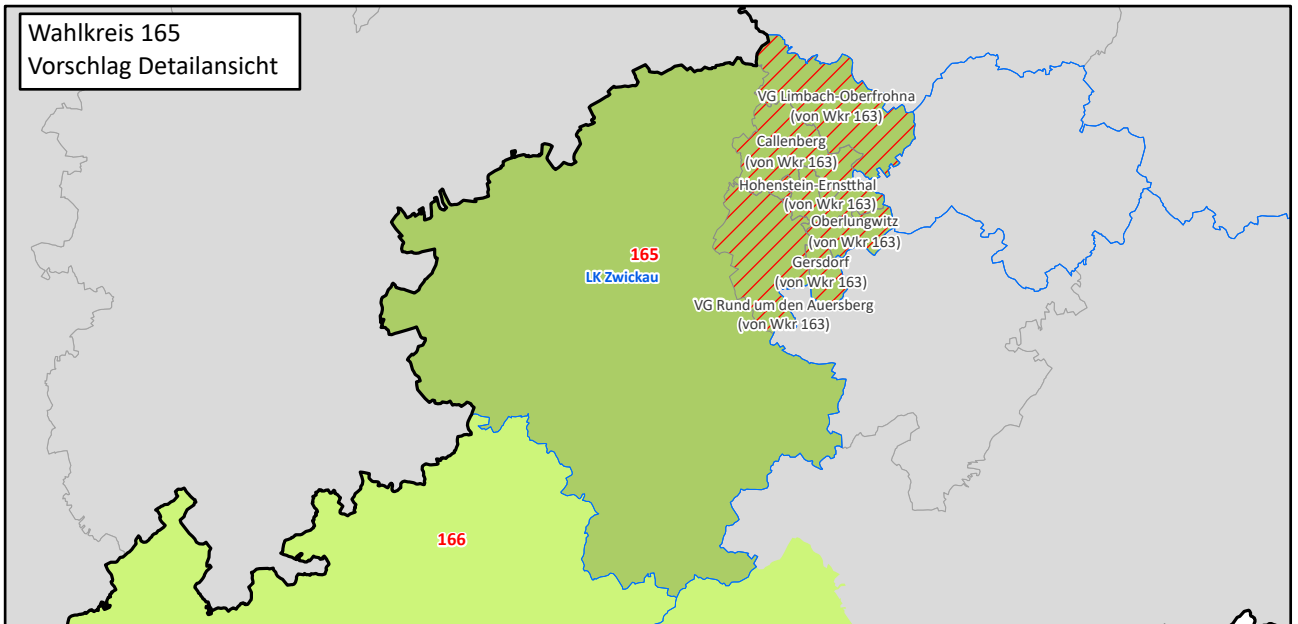 Wahlkreis 165
Vorschlag Detailansicht
VG Limbach-Oberfrohna
(von Wkr 163)
Callenberg
(von Wkr 163)
Hohenstein-Ernstthal
(von Wkr 163)
Oberlungwitz
(von Wkr 163)
165
LK Zwickau
Gersdorf
(von Wkr 163)
VG Rund um den Auersberg
(von Wkr 163)
166